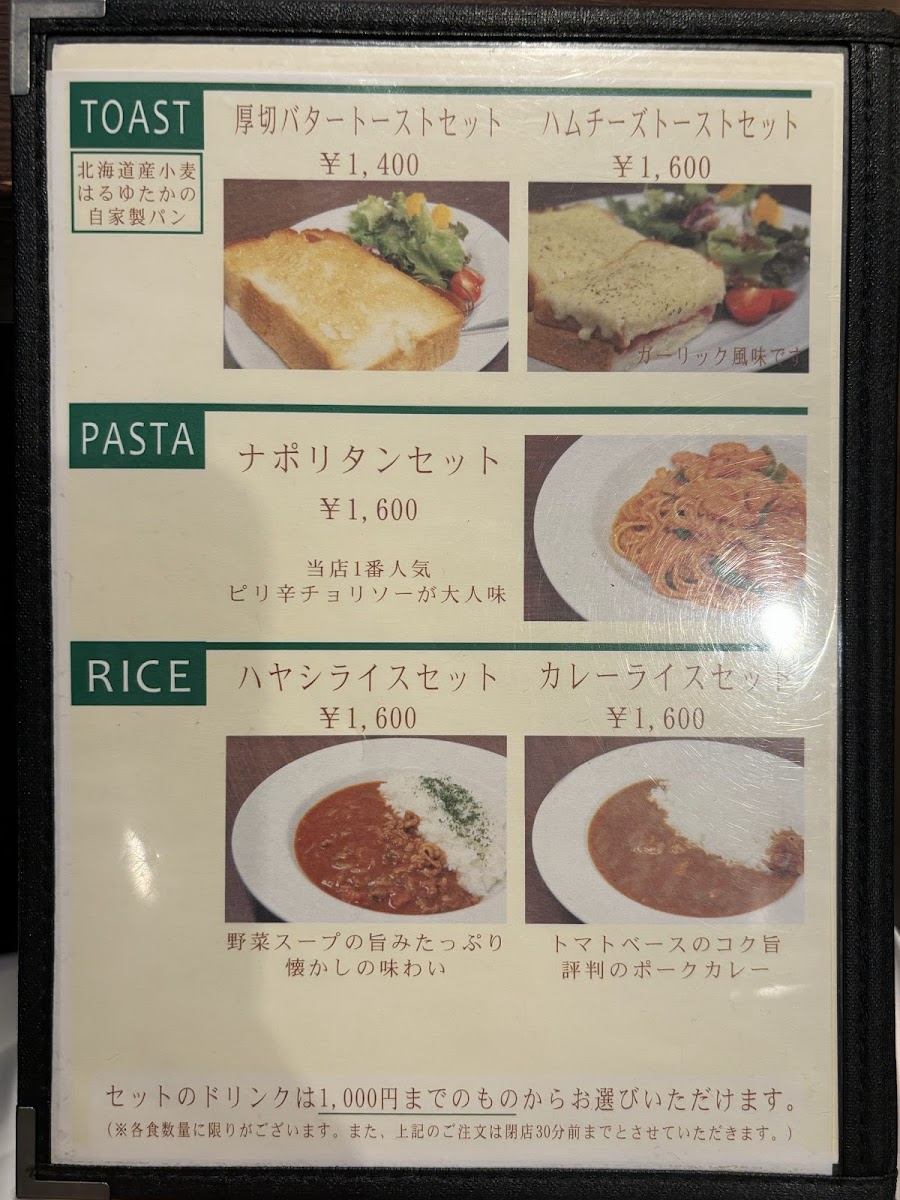 TOAST
北海道産小麦
はるゆたかの
自家製パン
厚切バタートーストセット
¥1,400
ハムチーズトーストセット
¥1,600
ガーリック風味です
PASTA
ナポリタンセット
¥1,600
当店1番人気
ピリ辛チョリソーが大人味
RICE
ハヤシライスセット
¥1,600
野菜スープの旨みたっぷり
懐かしの味わい
カレーライスセット
¥1,600
トマトベースのコク旨
評判のポークカレー
セットのドリンクは1,000円までのものからお選びいただけます。
(※各食数量に限りがございます。また、上記のご注文は閉店30分前までとさせていただきます。)